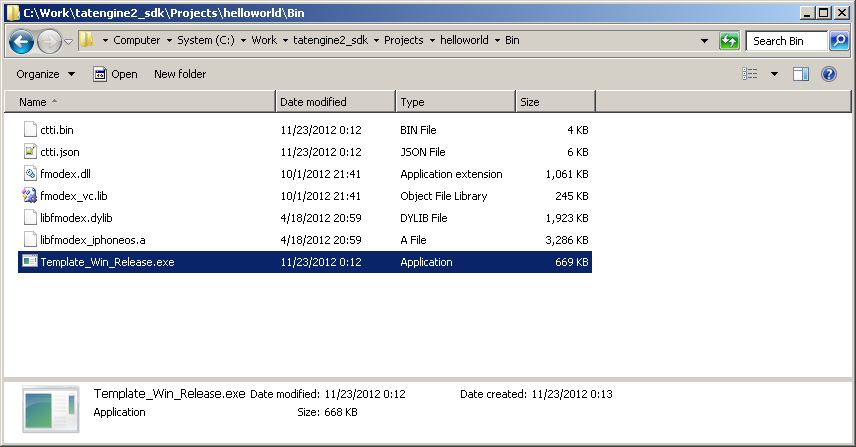 C:\Work\tatengine2_sdk\Projects\helloworld\Bin
Computer System (C:) Work tatengine2_sdk Projects helloworld Bin Search Bin
Organize Open New folder
Name Date modified Type Size
ctti.bin 11/23/2012 0:12 BIN File 4 KB
ctti.json 11/23/2012 0:12 JSON File 6 KB
fmodex.dll 10/1/2012 21:41 Application extension 1,061 KB
fmodex_vc.lib 10/1/2012 21:41 Object File Library 245 KB
libfmodex.dylib 4/18/2012 20:59 DYLIB File 1,923 KB
libfmodex_iphoneos.a 4/18/2012 20:59 A File 3,286 KB
Template_Win_Release.exe 11/23/2012 0:12 Application 669 KB
Template_Win_Release.exe Date modified: 11/23/2012 0:12 Date created: 11/23/2012 0:13
Application Size: 668 KB